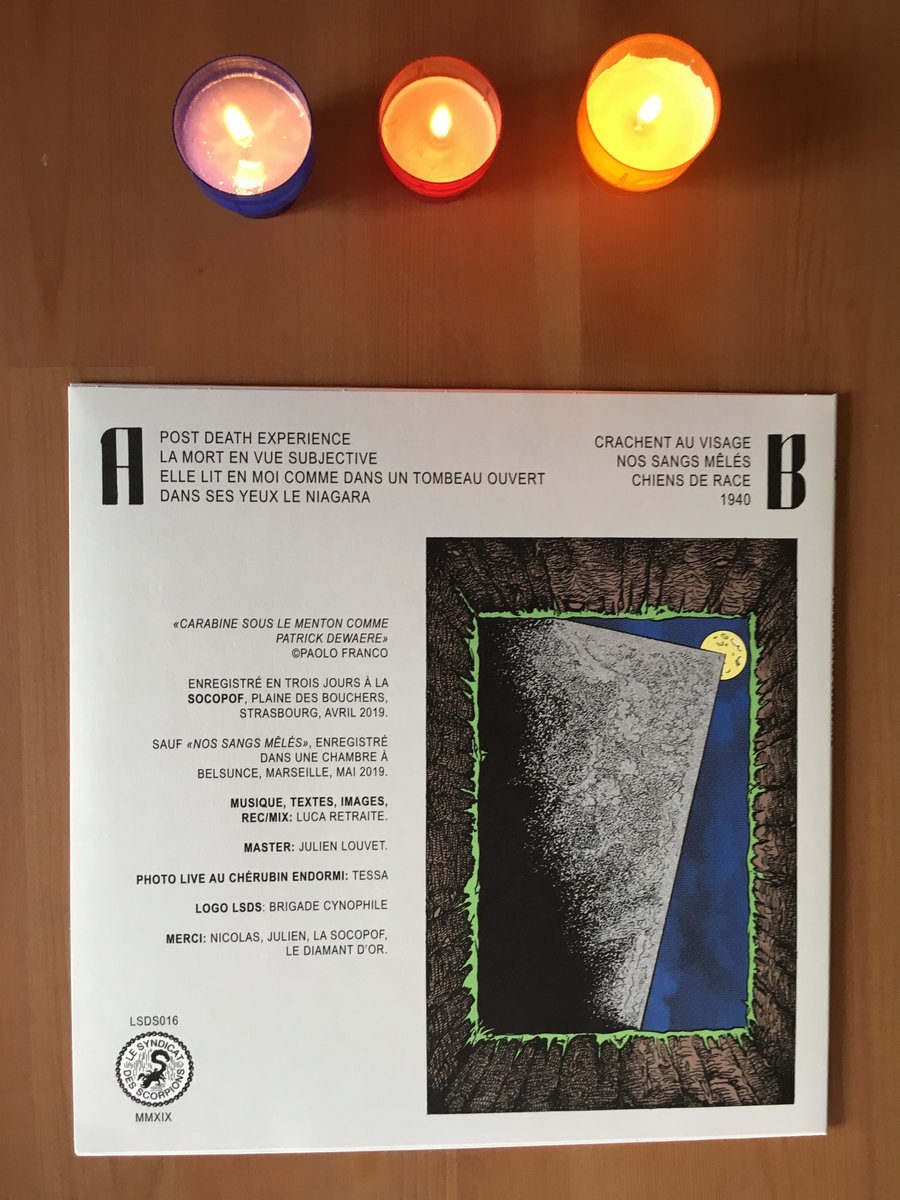 A
POST DEATH EXPERIENCE
LA MORT EN VUE SUBJECTIVE
ELLE LIT EN MOI COMME DANS UN TOMBEAU OUVERT
DANS SES YEUX LE NIAGARA
B
CRACHENT AU VISAGE
NOS SANGS MÊLÉS
CHIENS DE RACE
1940
«CARABINE SOUS LE MENTON COMME
PATRICK DEWAERE»
©PAOLO FRANCO
ENREGISTRÉ EN TROIS JOURS À LA
SOCOPOF, PLAINE DES BOUCHERS,
STRASBOURG, AVRIL 2019.
SAUF «NOS SANGS MÊLÉS», ENREGISTRÉ
DANS UNE CHAMBRE À
BELSUNCE, MARSEILLE, MAI 2019.
MUSIQUE, TEXTES, IMAGES,
REC/MIX: LUCA RETRAITE.
MASTER: JULIEN LOUVET.
PHOTO LIVE AU CHÉRUBIN ENDORMI: TESSA
LOGO LSDS: BRIGADE CYNOPHILE
MERCI: NICOLAS, JULIEN, LA SOCOPOF,
LE DIAMANT D'OR.
LSDS016
LE SYNDICAT
DES SCORPIONS
MMXIX